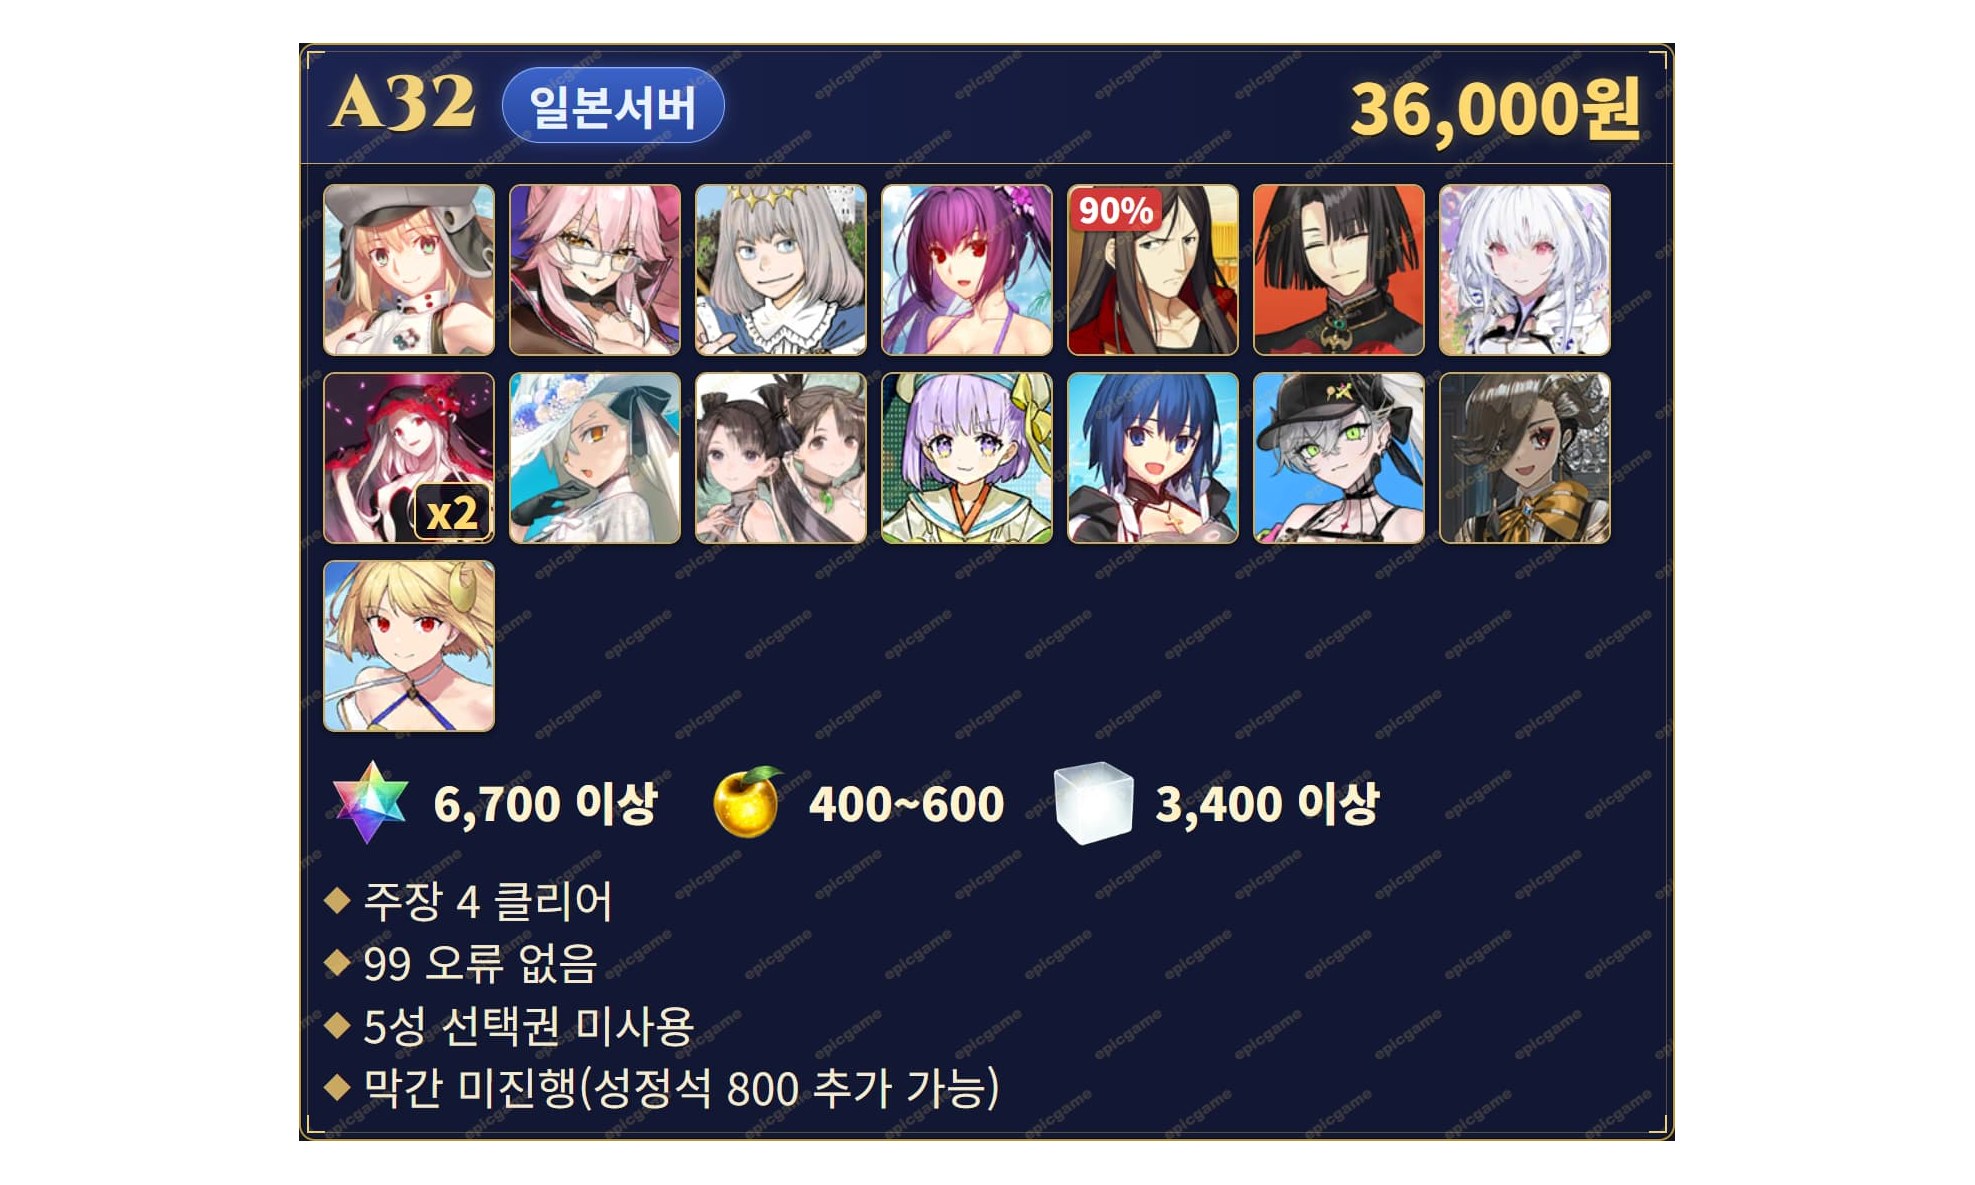 A32 일본서버 36,000원
90%
x2
6,700 이상 400~600 3,400 이상
주장 4 클리어
99 오류 없음
5성 선택권 미사용
막간 미진행(성정석 800 추가 가능)
epicgame